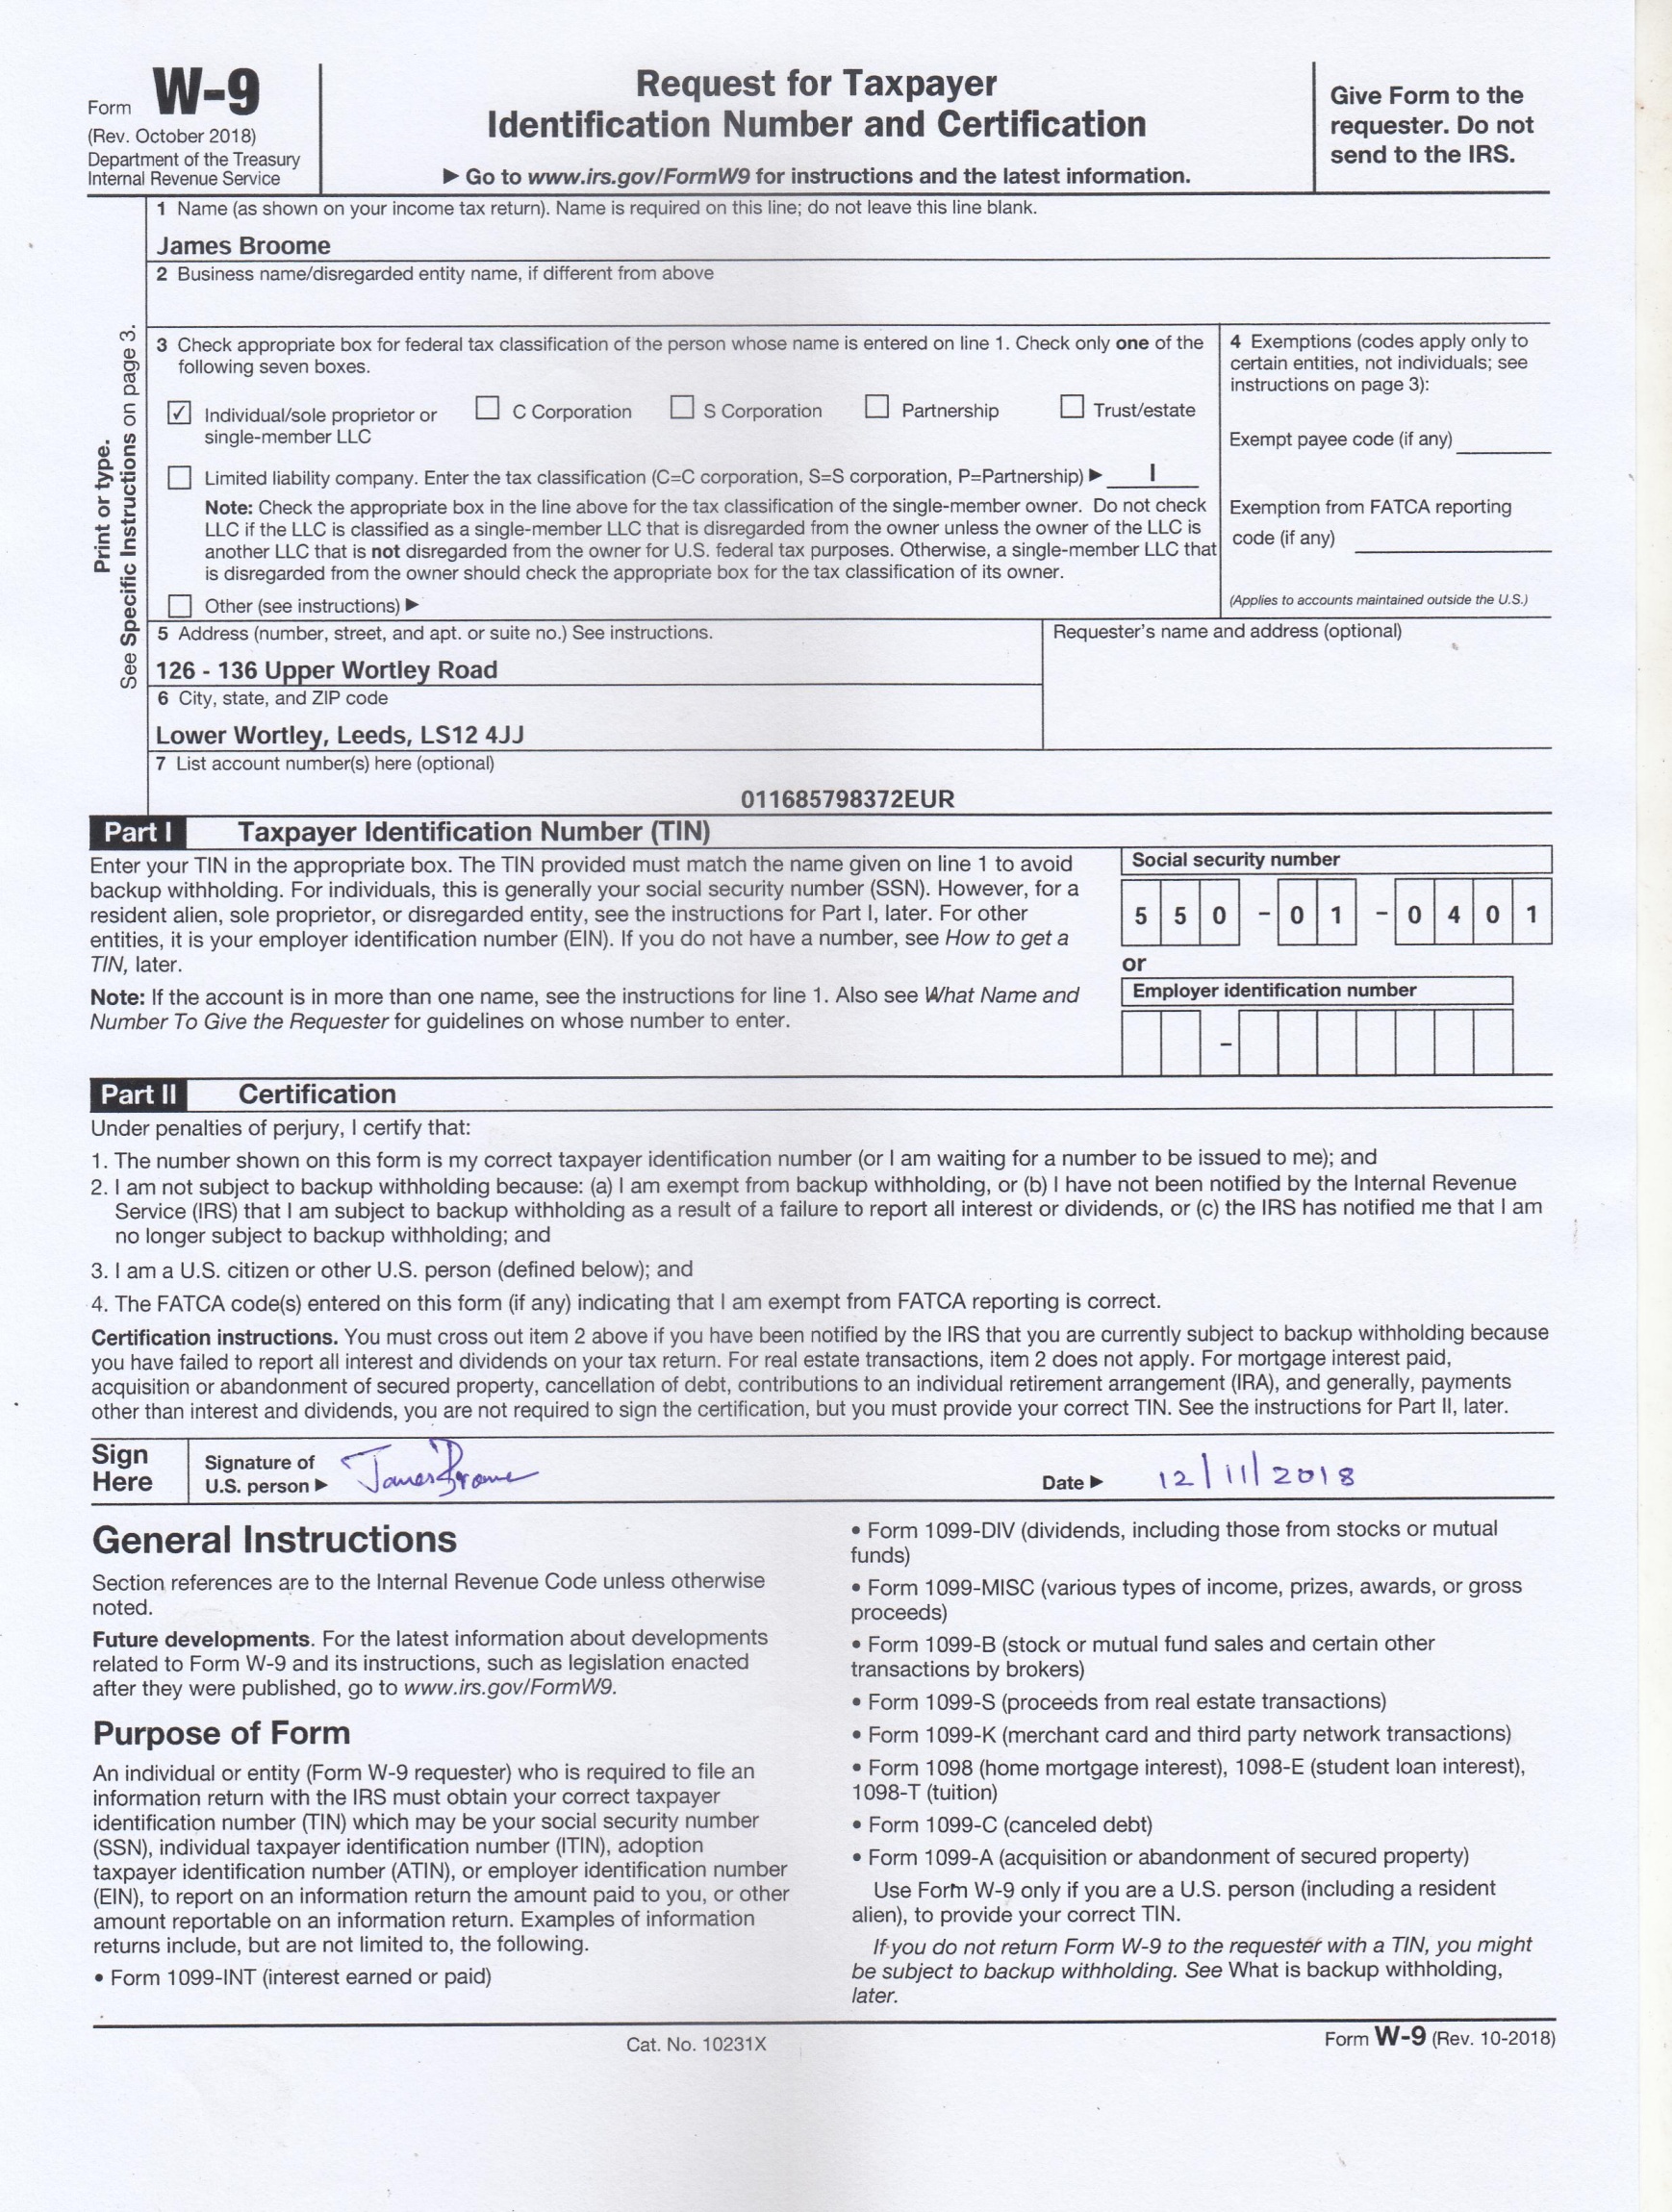 Form W-9
(Rev. October 2018)
Department of the Treasury
Internal Revenue Service
Request for Taxpayer
Identification Number and Certification
▶ Go to www.irs.gov/FormW9 for instructions and the latest information.
Give Form to the
requester. Do not
send to the IRS.
Print or type.
See Specific Instructions on page 3.
1 Name (as shown on your income tax return). Name is required on this line; do not leave this line blank.
James Broome
2 Business name/disregarded entity name, if different from above
3 Check appropriate box for federal tax classification of the person whose name is entered on line 1. Check only one of the
following seven boxes.
✓ Individual/sole proprietor or
single-member LLC
C Corporation
S Corporation
Partnership
Trust/estate
Limited liability company. Enter the tax classification (C=C corporation, S=S corporation, P=Partnership) ▶ I
Note: Check the appropriate box in the line above for the tax classification of the single-member owner. Do not check
LLC if the LLC is classified as a single-member LLC that is disregarded from the owner unless the owner of the LLC is
another LLC that is not disregarded from the owner for U.S. federal tax purposes. Otherwise, a single-member LLC that
is disregarded from the owner should check the appropriate box for the tax classification of its owner.
Other (see instructions) ▶
4 Exemptions (codes apply only to
certain entities, not individuals; see
instructions on page 3):
Exempt payee code (if any)
Exemption from FATCA reporting
code (if any)
(Applies to accounts maintained outside the U.S.)
5 Address (number, street, and apt. or suite no.) See instructions.
126 - 136 Upper Wortley Road
6 City, state, and ZIP code
Lower Wortley, Leeds, LS12 4JJ
Requester's name and address (optional)
7 List account number(s) here (optional)
011685798372EUR
Part I Taxpayer Identification Number (TIN)
Enter your TIN in the appropriate box. The TIN provided must match the name given on line 1 to avoid
backup withholding. For individuals, this is generally your social security number (SSN). However, for a
resident alien, sole proprietor, or disregarded entity, see the instructions for Part I, later. For other
entities, it is your employer identification number (EIN). If you do not have a number, see How to get a
TIN, later.
Note: If the account is in more than one name, see the instructions for line 1. Also see What Name and
Number To Give the Requester for guidelines on whose number to enter.
Social security number
5 5 0 – 0 1 – 0 4 0 1
or
Employer identification number
–
Part II Certification
Under penalties of perjury, I certify that:
1. The number shown on this form is my correct taxpayer identification number (or I am waiting for a number to be issued to me); and
2. I am not subject to backup withholding because: (a) I am exempt from backup withholding, or (b) I have not been notified by the Internal Revenue
Service (IRS) that I am subject to backup withholding as a result of a failure to report all interest or dividends, or (c) the IRS has notified me that I am
no longer subject to backup withholding; and
3. I am a U.S. citizen or other U.S. person (defined below); and
4. The FATCA code(s) entered on this form (if any) indicating that I am exempt from FATCA reporting is correct.
Certification instructions. You must cross out item 2 above if you have been notified by the IRS that you are currently subject to backup withholding because
you have failed to report all interest and dividends on your tax return. For real estate transactions, item 2 does not apply. For mortgage interest paid,
acquisition or abandonment of secured property, cancellation of debt, contributions to an individual retirement arrangement (IRA), and generally, payments
other than interest and dividends, you are not required to sign the certification, but you must provide your correct TIN. See the instructions for Part II, later.
Sign
Here
Signature of
U.S. person ▶ James Broome
Date ▶ 12/11/2018
General Instructions
Section references are to the Internal Revenue Code unless otherwise
noted.
Future developments. For the latest information about developments
related to Form W-9 and its instructions, such as legislation enacted
after they were published, go to www.irs.gov/FormW9.
Purpose of Form
An individual or entity (Form W-9 requester) who is required to file an
information return with the IRS must obtain your correct taxpayer
identification number (TIN) which may be your social security number
(SSN), individual taxpayer identification number (ITIN), adoption
taxpayer identification number (ATIN), or employer identification number
(EIN), to report on an information return the amount paid to you, or other
amount reportable on an information return. Examples of information
returns include, but are not limited to, the following.
• Form 1099-INT (interest earned or paid)
• Form 1099-DIV (dividends, including those from stocks or mutual
funds)
• Form 1099-MISC (various types of income, prizes, awards, or gross
proceeds)
• Form 1099-B (stock or mutual fund sales and certain other
transactions by brokers)
• Form 1099-S (proceeds from real estate transactions)
• Form 1099-K (merchant card and third party network transactions)
• Form 1098 (home mortgage interest), 1098-E (student loan interest),
1098-T (tuition)
• Form 1099-C (canceled debt)
• Form 1099-A (acquisition or abandonment of secured property)
Use Form W-9 only if you are a U.S. person (including a resident
alien), to provide your correct TIN.
If you do not return Form W-9 to the requester with a TIN, you might
be subject to backup withholding. See What is backup withholding,
later.
Cat. No. 10231X
Form W-9 (Rev. 10-2018)